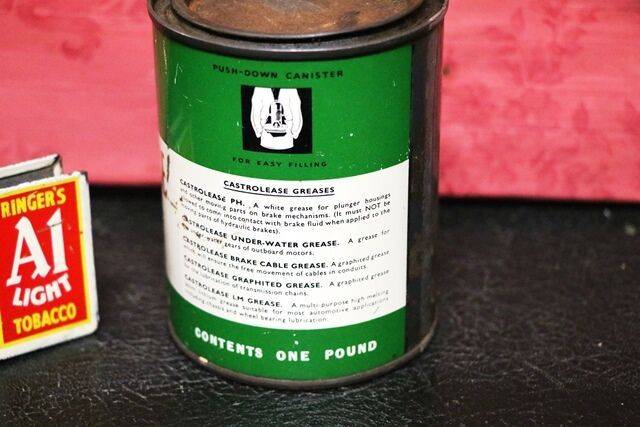 PUSH-DOWN CANISTER
FOR EASY FILLING
CASTROLEASE GREASES
CASTROLEASE PH. A white grease for plunger housings
and other moving parts on brake mechanisms. (It must NOT be
allowed to come into contact with brake fluid when applied to the
moving parts of hydraulic brakes).
CASTROLEASE UNDER-WATER GREASE. A grease for
water gears of outboard motors.
CASTROLEASE BRAKE CABLE GREASE. A graphited grease
which will ensure the free movement of cables in conduits.
CASTROLEASE GRAPHITED GREASE. A graphited grease
for the lubrication of transmission chains.
CASTROLEASE LM GREASE. A multi-purpose high melting
grease suitable for most automotive applications
including chassis and wheel bearing lubrication.
CONTENTS ONE POUND
RINGER'S
A1
LIGHT
TOBACCO